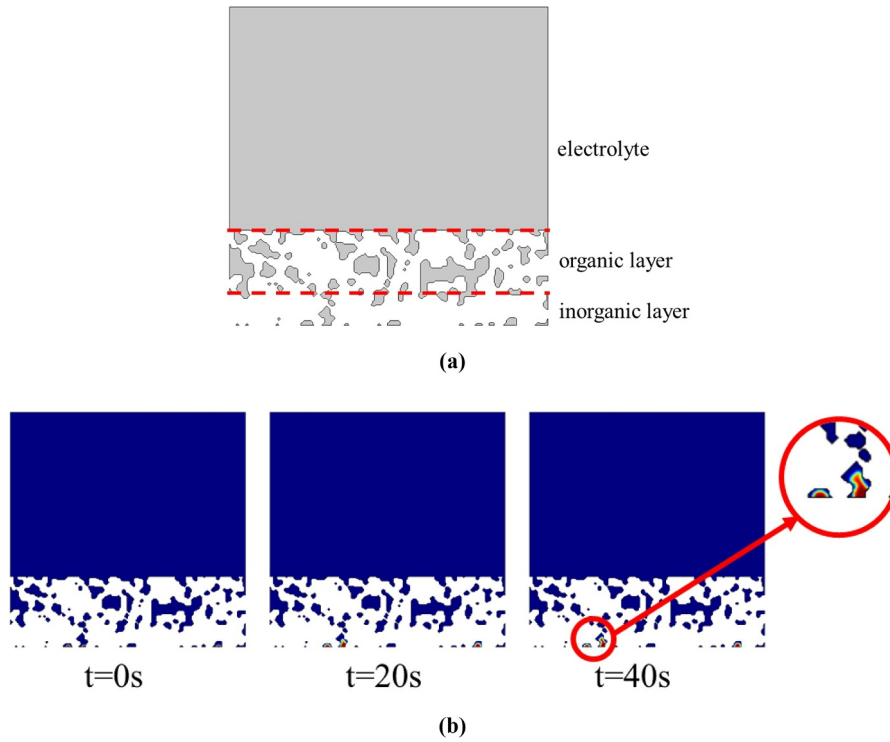 electrolyte
organic layer
inorganic layer
(a)
t=0s
t=20s
t=40s
(b)